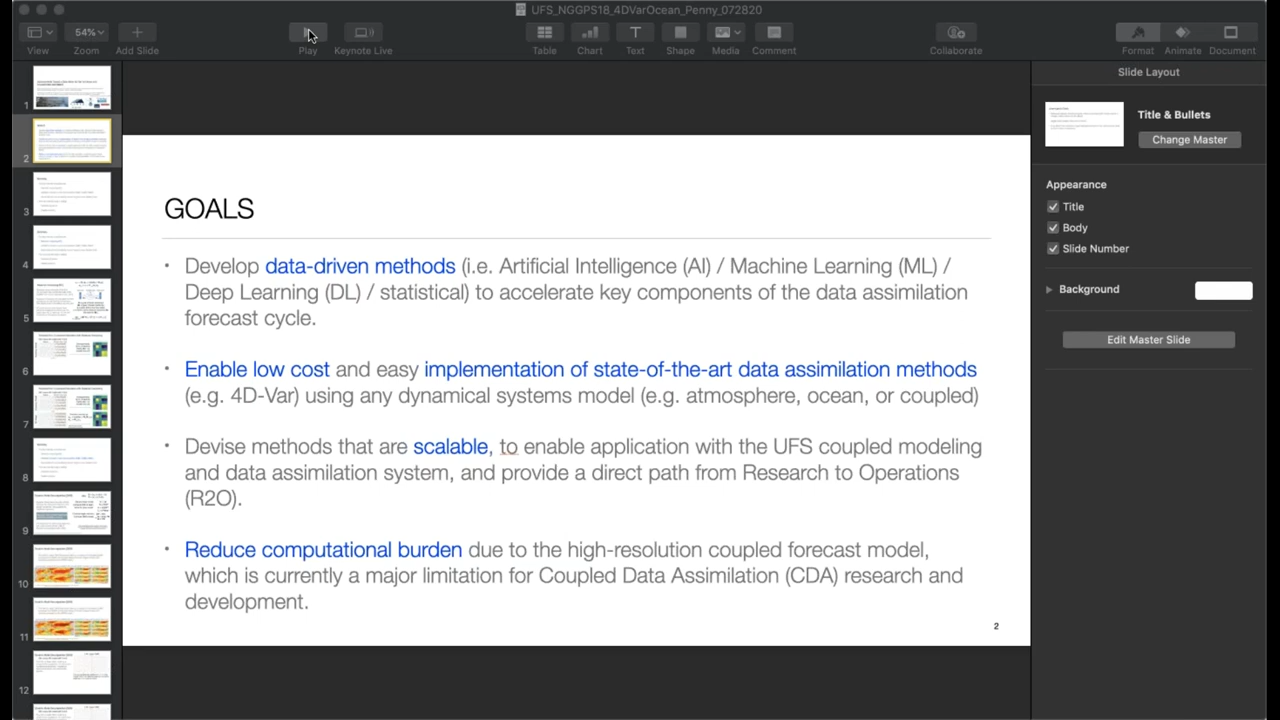 UFS_NGGPS18_4DVarOcean_Penny_072820
54%
View
Zoom
Add Slide
Play
Keynote Live
Table
Chart
Text
Shape
Media
Comment
Collaborate
Format
Animate
Document
1
2
3
4
5
6
7
8
9
10
11
12
GOALS
• Develop data-driven methods (i.e. Artificial Intelligence (AI) / Machine Learning (ML) /
Deep Learning (DL) / statistical) to accelerate key components of the data assimilation
forecast cycle.
• Enable low cost and easy implementation of state-of-the-art data assimilation methods
(e.g. 4D-Var) using any dynamical systems model (e.g. atmosphere, ocean, or coupled)
• Devise methods that are scalable, to enable application with the UFS coupled modeling
and data assimilation system, and provide a direct path from Research to Operation
(R2O).
• Reduce computational burden due to the high-resolution coupled forecast model,
which is currently a major limitation for Coupled Data Assimilation (CDA) research and
development.
2
Slide Layout
Title & Bullets
Change Master
Appearance
Title
Body
Slide Number
Background
Edit Master Slide